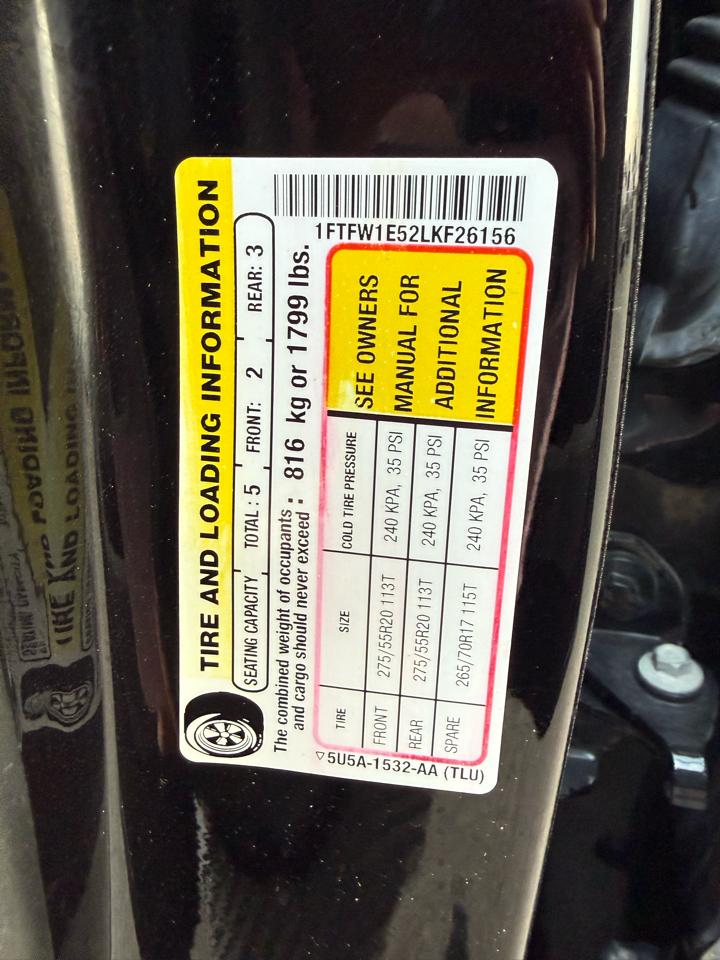 TIRE AND LOADING INFORMATION
SEATING CAPACITY TOTAL : 5 FRONT: 2 REAR: 3
The combined weight of occupants
and cargo should never exceed : 816 kg or 1799 lbs.
TIRE SIZE COLD TIRE PRESSURE
FRONT 275/55R20 113T 240 KPA, 35 PSI
REAR 275/55R20 113T 240 KPA, 35 PSI
SPARE 265/70R17 115T 240 KPA, 35 PSI
SEE OWNERS
MANUAL FOR
ADDITIONAL
INFORMATION
5U5A-1532-AA (TLU)
1FTFW1E52LKF26156